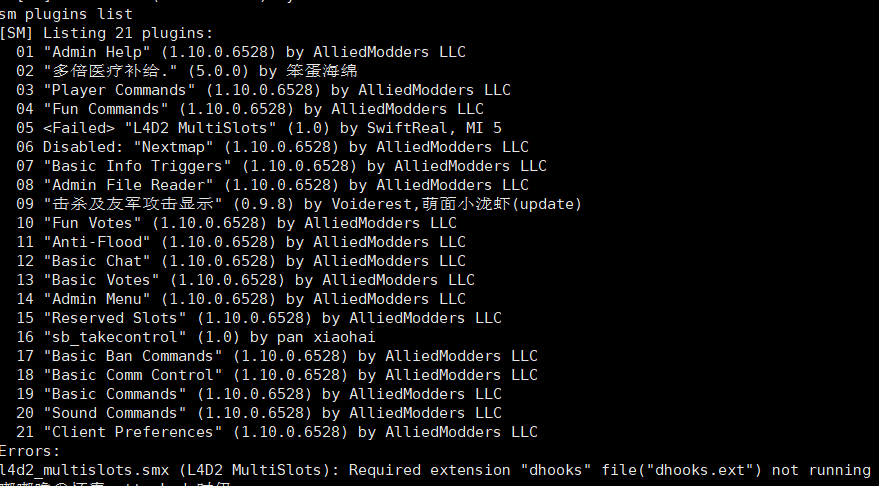 sm plugins list
[SM] Listing 21 plugins:
01 "Admin Help" (1.10.0.6528) by AlliedModders LLC
02 "多倍医疗补给." (5.0.0) by 笨蛋海绵
03 "Player Commands" (1.10.0.6528) by AlliedModders LLC
04 "Fun Commands" (1.10.0.6528) by AlliedModders LLC
05 <Failed> "L4D2 MultiSlots" (1.0) by SwiftReal, MI 5
06 Disabled: "Nextmap" (1.10.0.6528) by AlliedModders LLC
07 "Basic Info Triggers" (1.10.0.6528) by AlliedModders LLC
08 "Admin File Reader" (1.10.0.6528) by AlliedModders LLC
09 "击杀及友军攻击显示" (0.9.8) by Voiderest,萌面小泷虾(update)
10 "Fun Votes" (1.10.0.6528) by AlliedModders LLC
11 "Anti-Flood" (1.10.0.6528) by AlliedModders LLC
12 "Basic Chat" (1.10.0.6528) by AlliedModders LLC
13 "Basic Votes" (1.10.0.6528) by AlliedModders LLC
14 "Admin Menu" (1.10.0.6528) by AlliedModders LLC
15 "Reserved Slots" (1.10.0.6528) by AlliedModders LLC
16 "sb_takecontrol" (1.0) by pan xiaohai
17 "Basic Ban Commands" (1.10.0.6528) by AlliedModders LLC
18 "Basic Comm Control" (1.10.0.6528) by AlliedModders LLC
19 "Basic Commands" (1.10.0.6528) by AlliedModders LLC
20 "Sound Commands" (1.10.0.6528) by AlliedModders LLC
21 "Client Preferences" (1.10.0.6528) by AlliedModders LLC
Errors:
l4d2_multislots.smx (L4D2 MultiSlots): Required extension "dhooks" file("dhooks.ext") not running